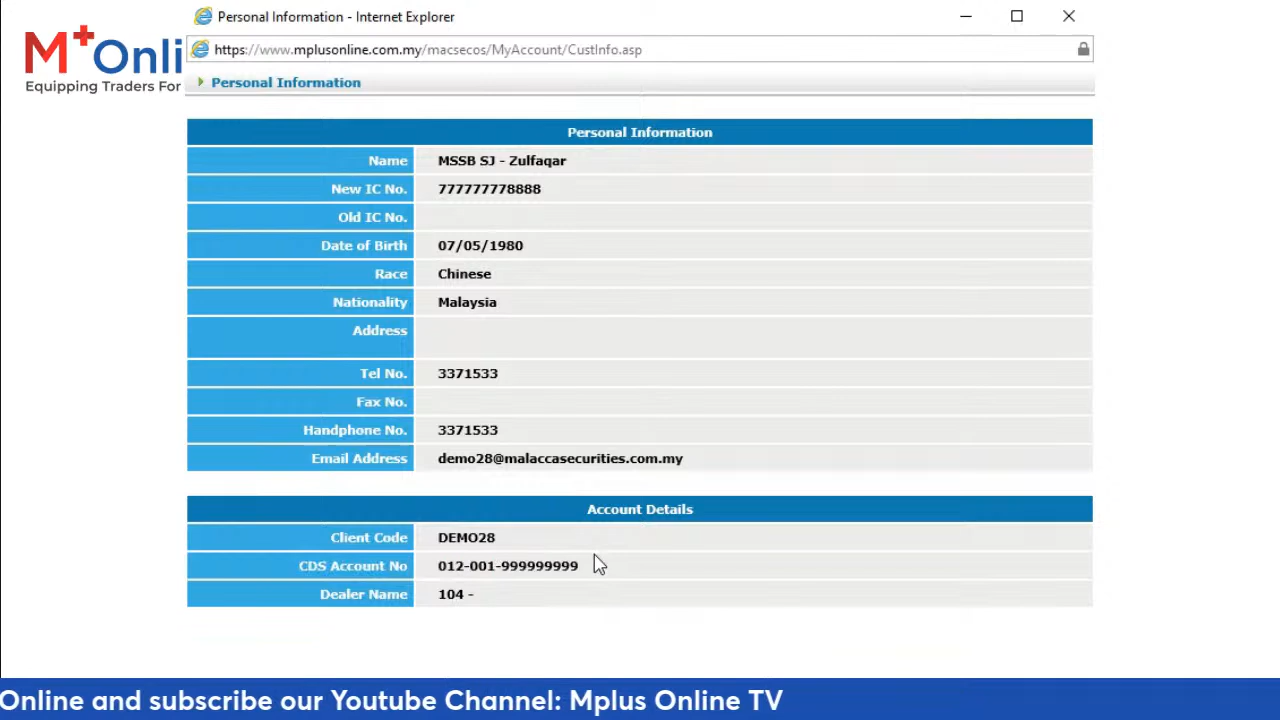 Personal Information - Internet Explorer
M+Onli
Equipping Traders For
https://www.mplusonline.com.my/macsecos/MyAccount/CustInfo.asp
Personal Information
Personal Information
Name MSSB SJ - Zulfaqar
New IC No. 777777778888
Old IC No.
Date of Birth 07/05/1980
Race Chinese
Nationality Malaysia
Address
Tel No. 3371533
Fax No.
Handphone No. 3371533
Email Address demo28@malaccasecurities.com.my
Account Details
Client Code DEMO28
CDS Account No 012-001-999999999
Dealer Name 104 -
Online and subscribe our Youtube Channel: Mplus Online TV